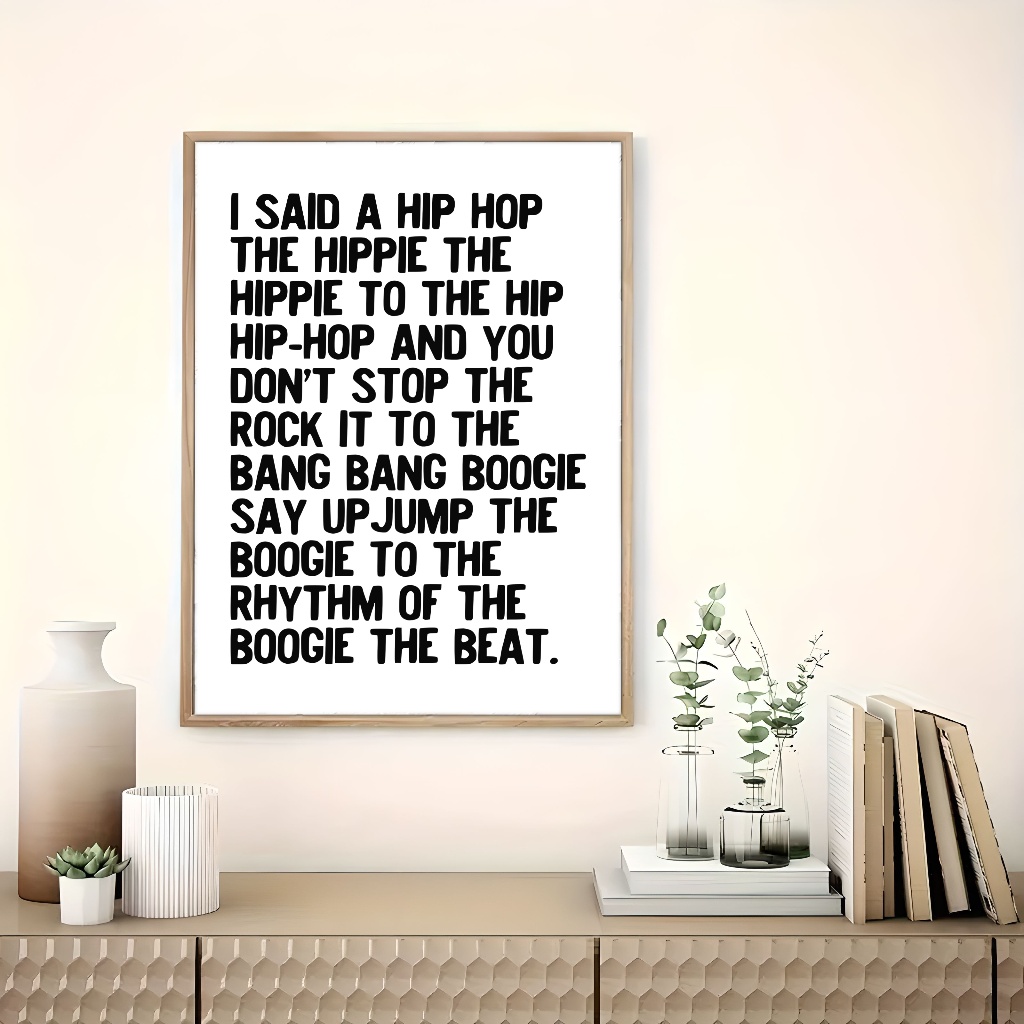 I SAID A HIP HOP
THE HIPPIE THE
HIPPIE TO THE HIP
HIP-HOP AND YOU
DON'T STOP THE
ROCK IT TO THE
BANG BANG BOOGIE
SAY UPJUMP THE
BOOGIE TO THE
RHYTHM OF THE
BOOGIE THE BEAT.